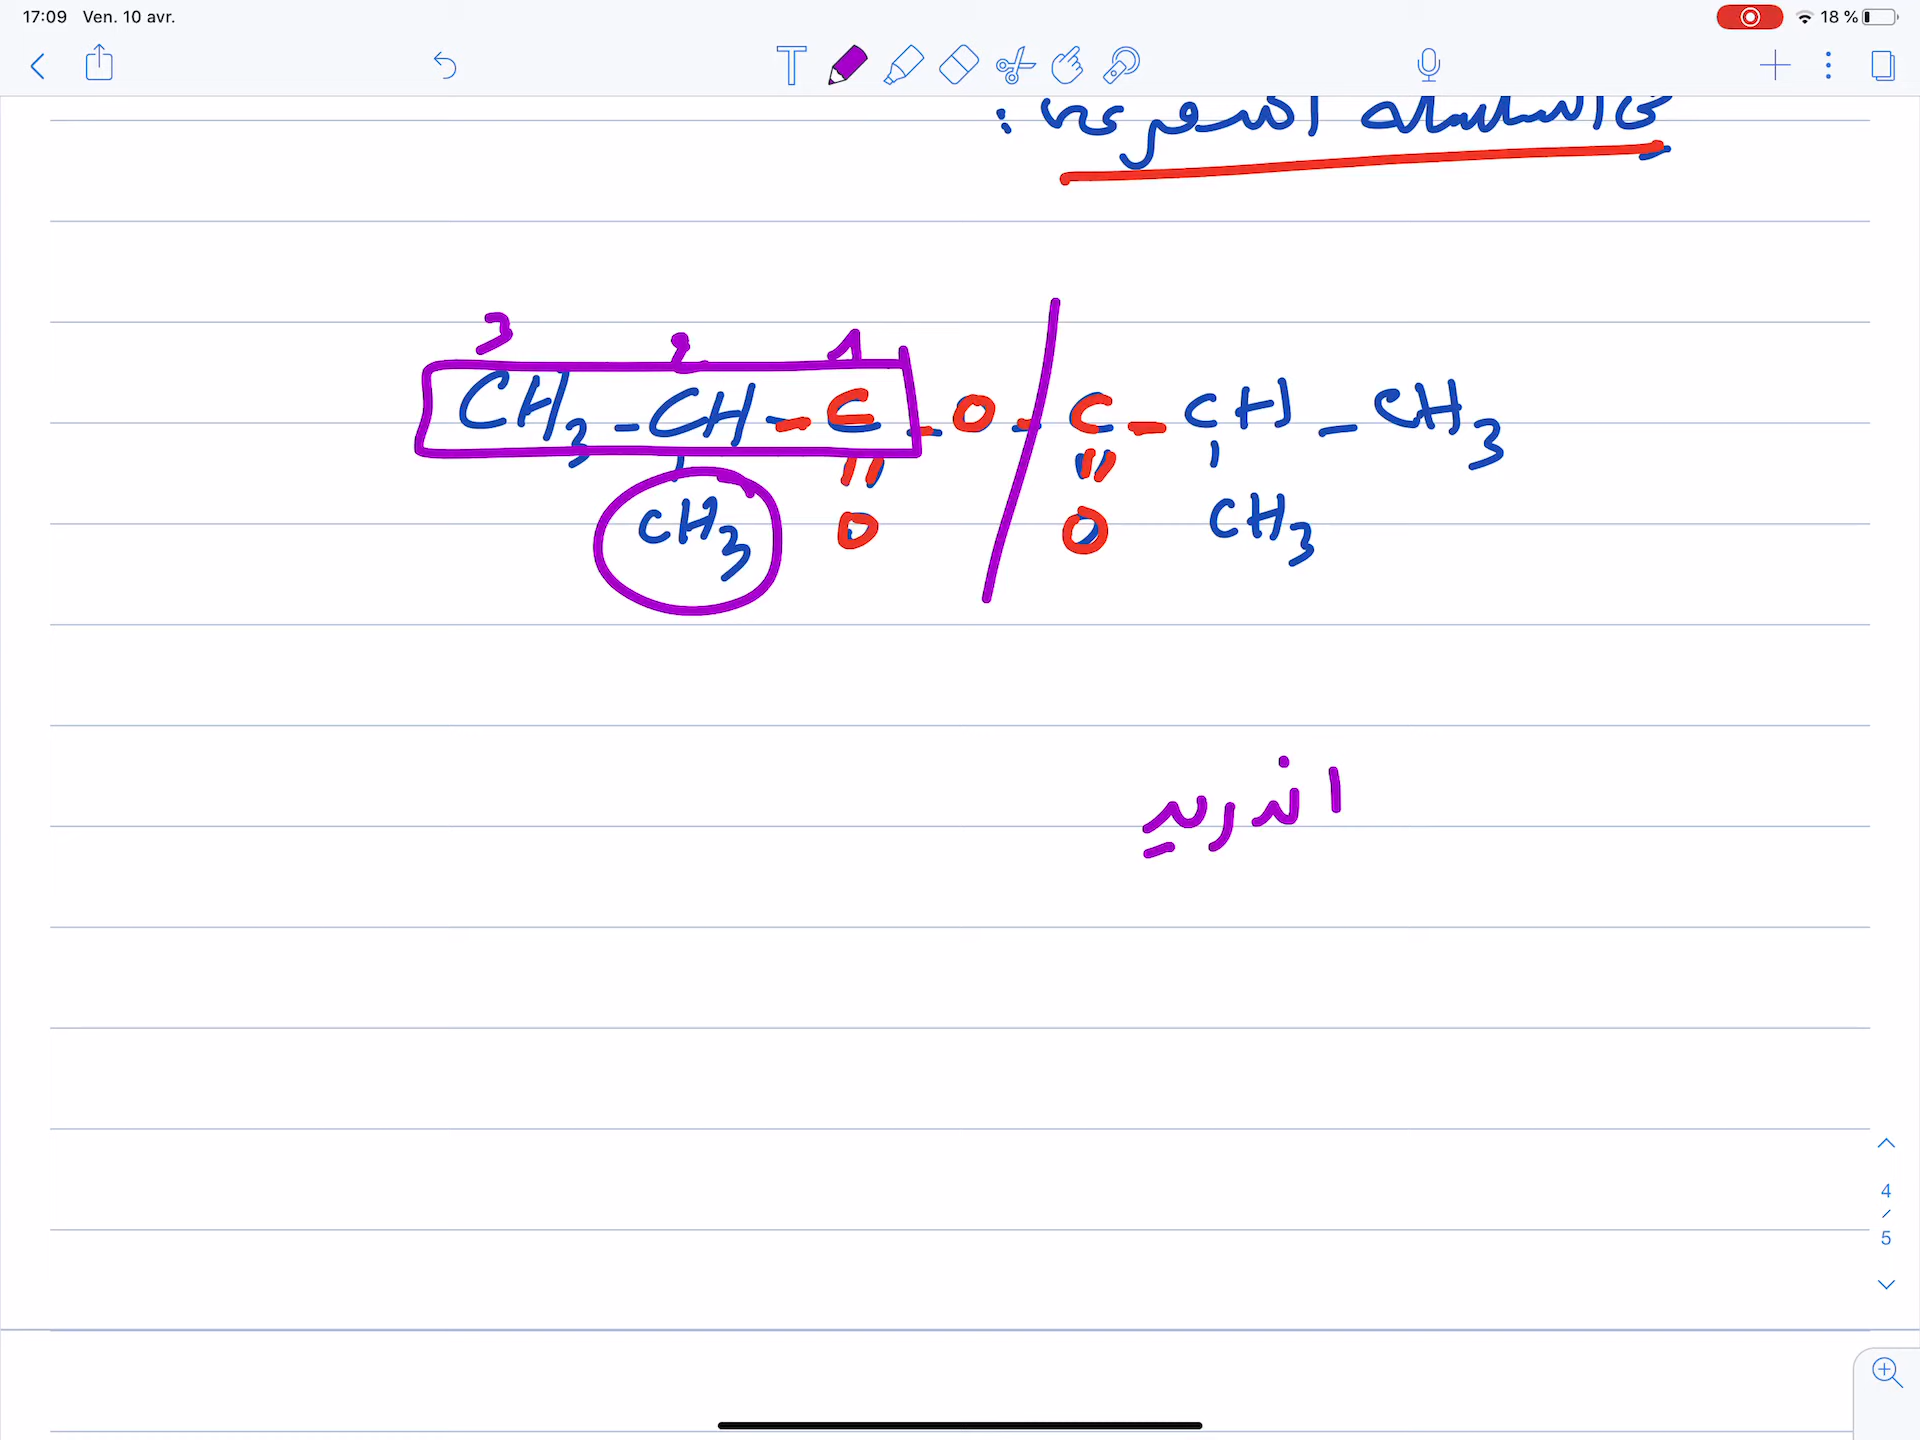 17:09 Ven. 10 avr. 18 %
في السلسلة الكربونية :
3 2 1
CH3 - CH - C - O - C - CH - CH3
CH3 O O CH3
اندريد
4
/
5